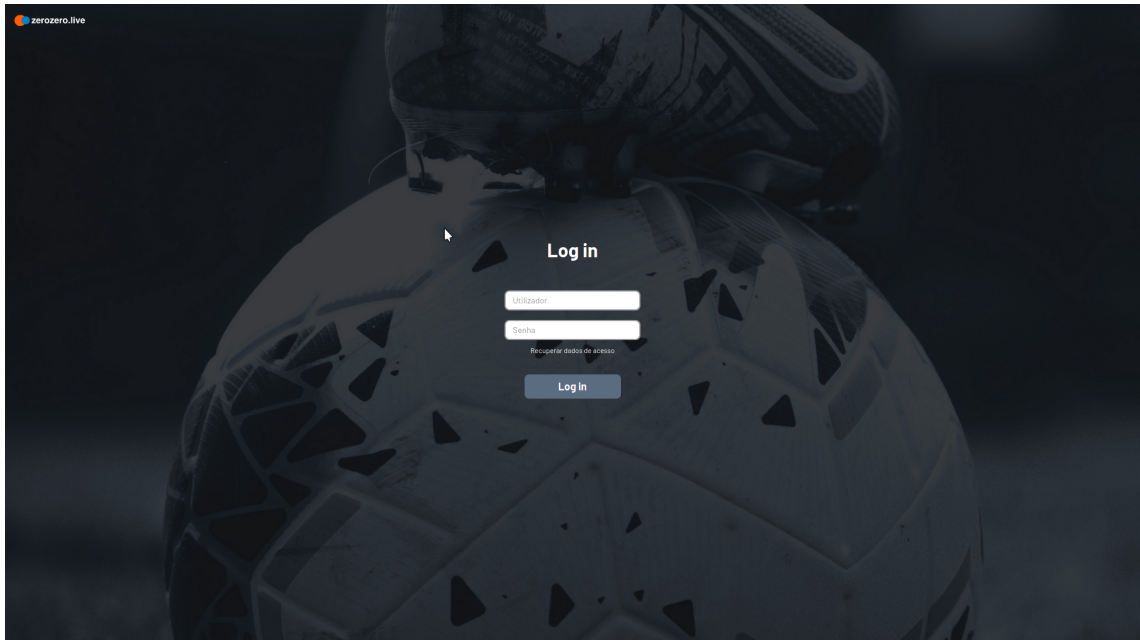 zerozero.live
Log in
Utilizador
Senha
Recuperar dados de acesso
Log In